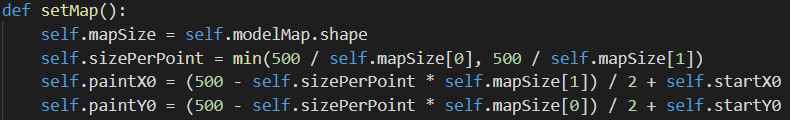 def setMap():
    self.mapSize = self.modelMap.shape
    self.sizePerPoint = min(500 / self.mapSize[0], 500 / self.mapSize[1])
    self.paintX0 = (500 - self.sizePerPoint * self.mapSize[1]) / 2 + self.startX0
    self.paintY0 = (500 - self.sizePerPoint * self.mapSize[0]) / 2 + self.startY0